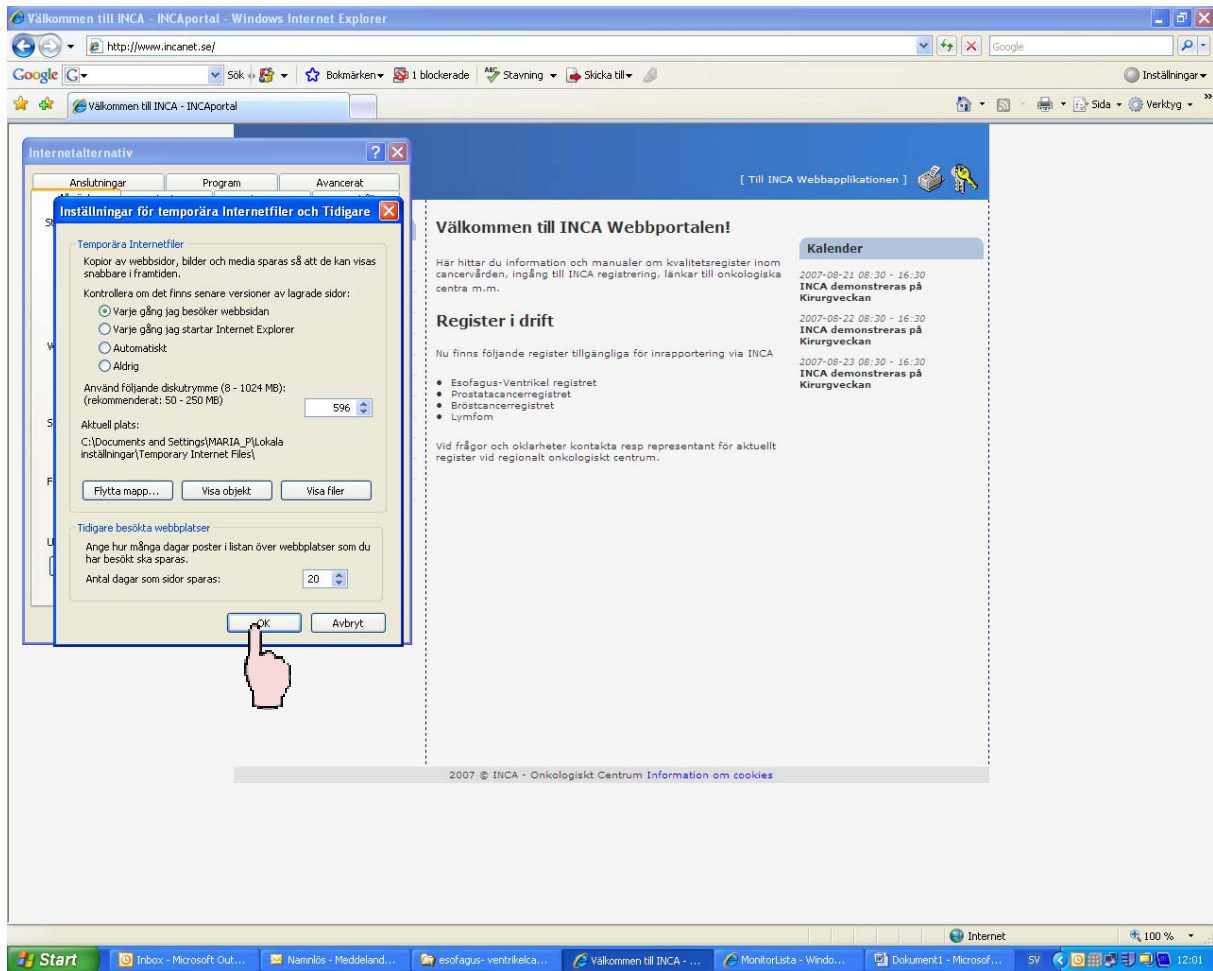 Välkommen till INCA - INCAportal - Windows Internet Explorer
http://www.incanet.se/
Google
Google G Sök Bokmärken 1 blockerade ABC Stavning Skicka till Inställningar
Välkommen till INCA - INCAportal
Sida Verktyg »
Internetalternativ
Anslutningar Program Avancerat
Inställningar för temporära Internetfiler och Tidigare
Temporära Internetfiler
Kopior av webbsidor, bilder och media sparas så att de kan visas
snabbare i framtiden.
Kontrollera om det finns senare versioner av lagrade sidor:
Varje gång jag besöker webbsidan
Varje gång jag startar Internet Explorer
Automatiskt
Aldrig
Använd följande diskutrymme (8 - 1024 MB):
(rekommenderat: 50 - 250 MB)
596
Aktuell plats:
C:\Documents and Settings\MARIA_P\Lokala
inställningar\Temporary Internet Files\
Flytta mapp... Visa objekt Visa filer
Tidigare besökta webbplatser
Ange hur många dagar poster i listan över webbplatser som du
har besökt ska sparas.
Antal dagar som sidor sparas: 20
OK Avbryt
[ Till INCA Webbapplikationen ]
Välkommen till INCA Webbportalen!
Här hittar du information och manualer om kvalitetsregister inom
cancervården, ingång till INCA registrering, länkar till onkologiska
centra m.m.
Register i drift
Nu finns följande register tillgängliga för inrapportering via INCA
• Esofagus-Ventrikel registret
• Prostatacancerregistret
• Bröstcancerregistret
• Lymfom
Vid frågor och oklarheter kontakta resp representant för aktuellt
register vid regionalt onkologiskt centrum.
Kalender
2007-08-21 08:30 - 16:30
INCA demonstreras på
Kirurgveckan
2007-08-22 08:30 - 16:30
INCA demonstreras på
Kirurgveckan
2007-08-23 08:30 - 16:30
INCA demonstreras på
Kirurgveckan
2007 © INCA - Onkologiskt Centrum Information om cookies
Internet 100 %
Start Inbox - Microsoft Out... Namnlös - Meddeland... esofagus- ventrikelca... Välkommen till INCA - ... MonitorLista - Windo... Dokument1 - Microsof... SV 12:01